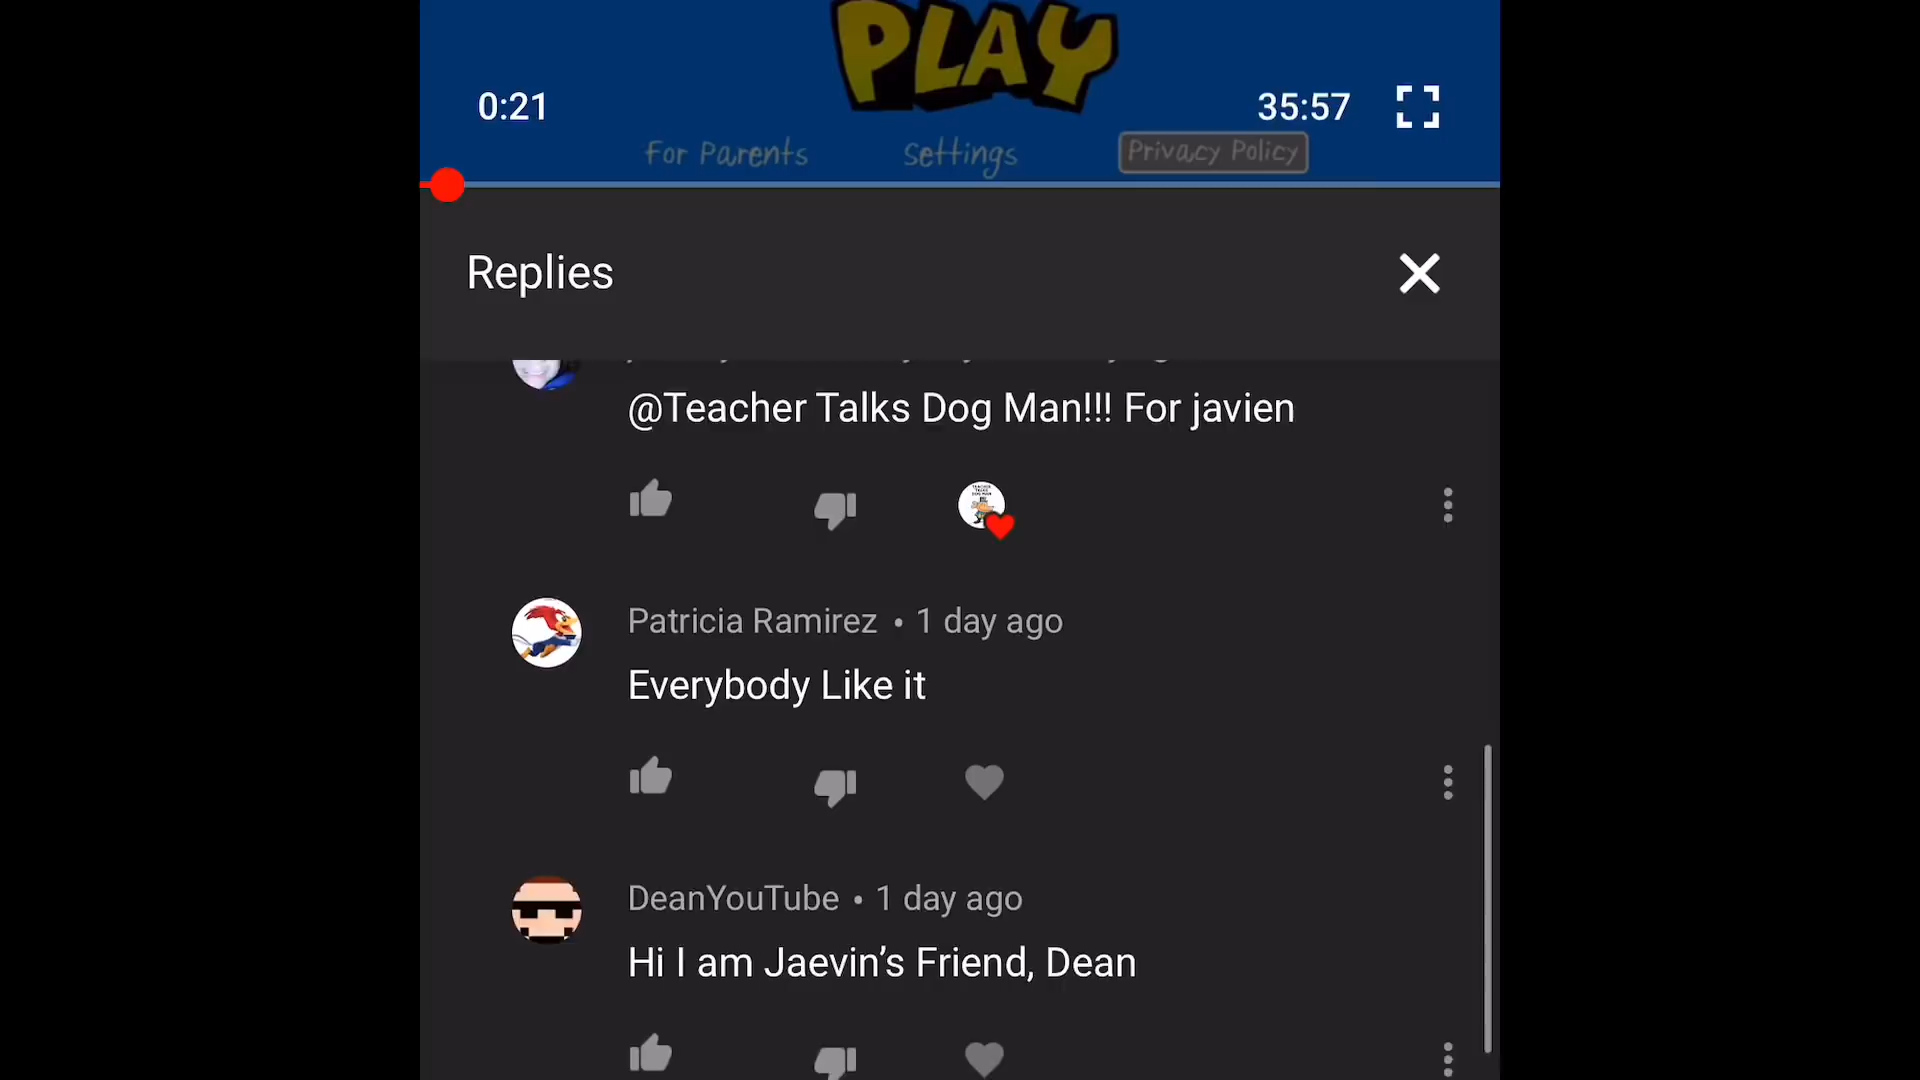 PLAY
0:21 35:57
For Parents Settings Privacy Policy
Replies
@Teacher Talks Dog Man!!! For javien
Patricia Ramirez • 1 day ago
Everybody Like it
DeanYouTube • 1 day ago
Hi I am Jaevin’s Friend, Dean